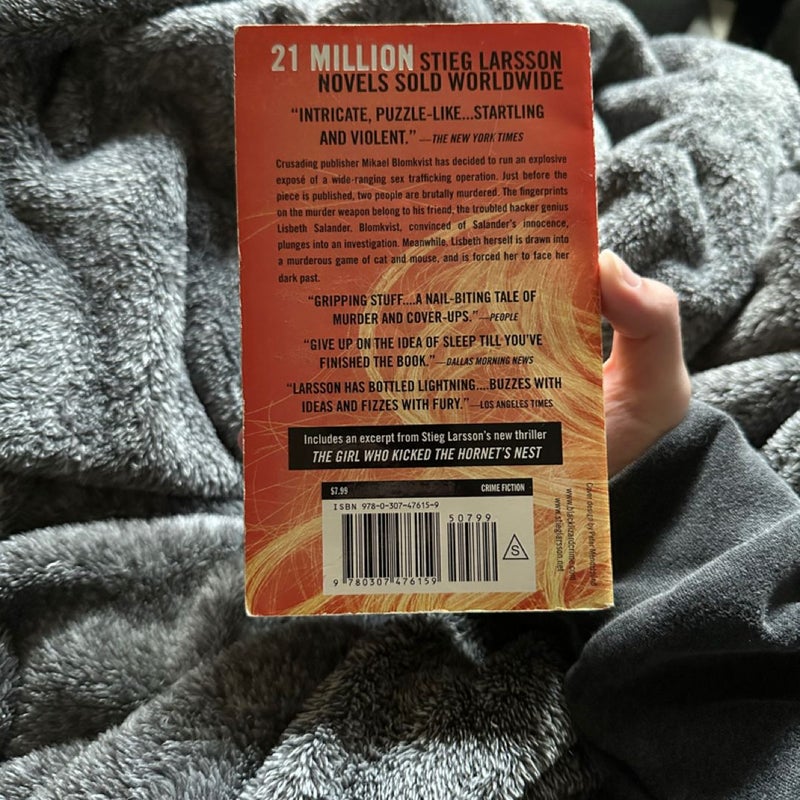 21 MILLION STIEG LARSSON
NOVELS SOLD WORLDWIDE
"INTRICATE, PUZZLE-LIKE...STARTLING
AND VIOLENT." —THE NEW YORK TIMES
Crusading publisher Mikael Blomkvist has decided to run an explosive
exposé of a wide-ranging sex trafficking operation. Just before the
piece is published, two people are brutally murdered. The fingerprints
on the murder weapon belong to his friend, the troubled hacker genius
Lisbeth Salander. Blomkvist, convinced of Salander's innocence,
plunges into an investigation. Meanwhile, Lisbeth herself is drawn into
a murderous game of cat and mouse, and is forced her to face her
dark past.
"GRIPPING STUFF....A NAIL-BITING TALE OF
MURDER AND COVER-UPS."—PEOPLE
"GIVE UP ON THE IDEA OF SLEEP TILL YOU'VE
FINISHED THE BOOK."—DALLAS MORNING NEWS
"LARSSON HAS BOTTLED LIGHTNING....BUZZES WITH
IDEAS AND FIZZES WITH FURY."—LOS ANGELES TIMES
Includes an excerpt from Stieg Larsson's new thriller
THE GIRL WHO KICKED THE HORNET'S NEST
$7.99 CRIME FICTION
ISBN 978-0-307-47615-9
50799
S
9 780307 476159
Cover design by Peter
www.stieglarsson.net